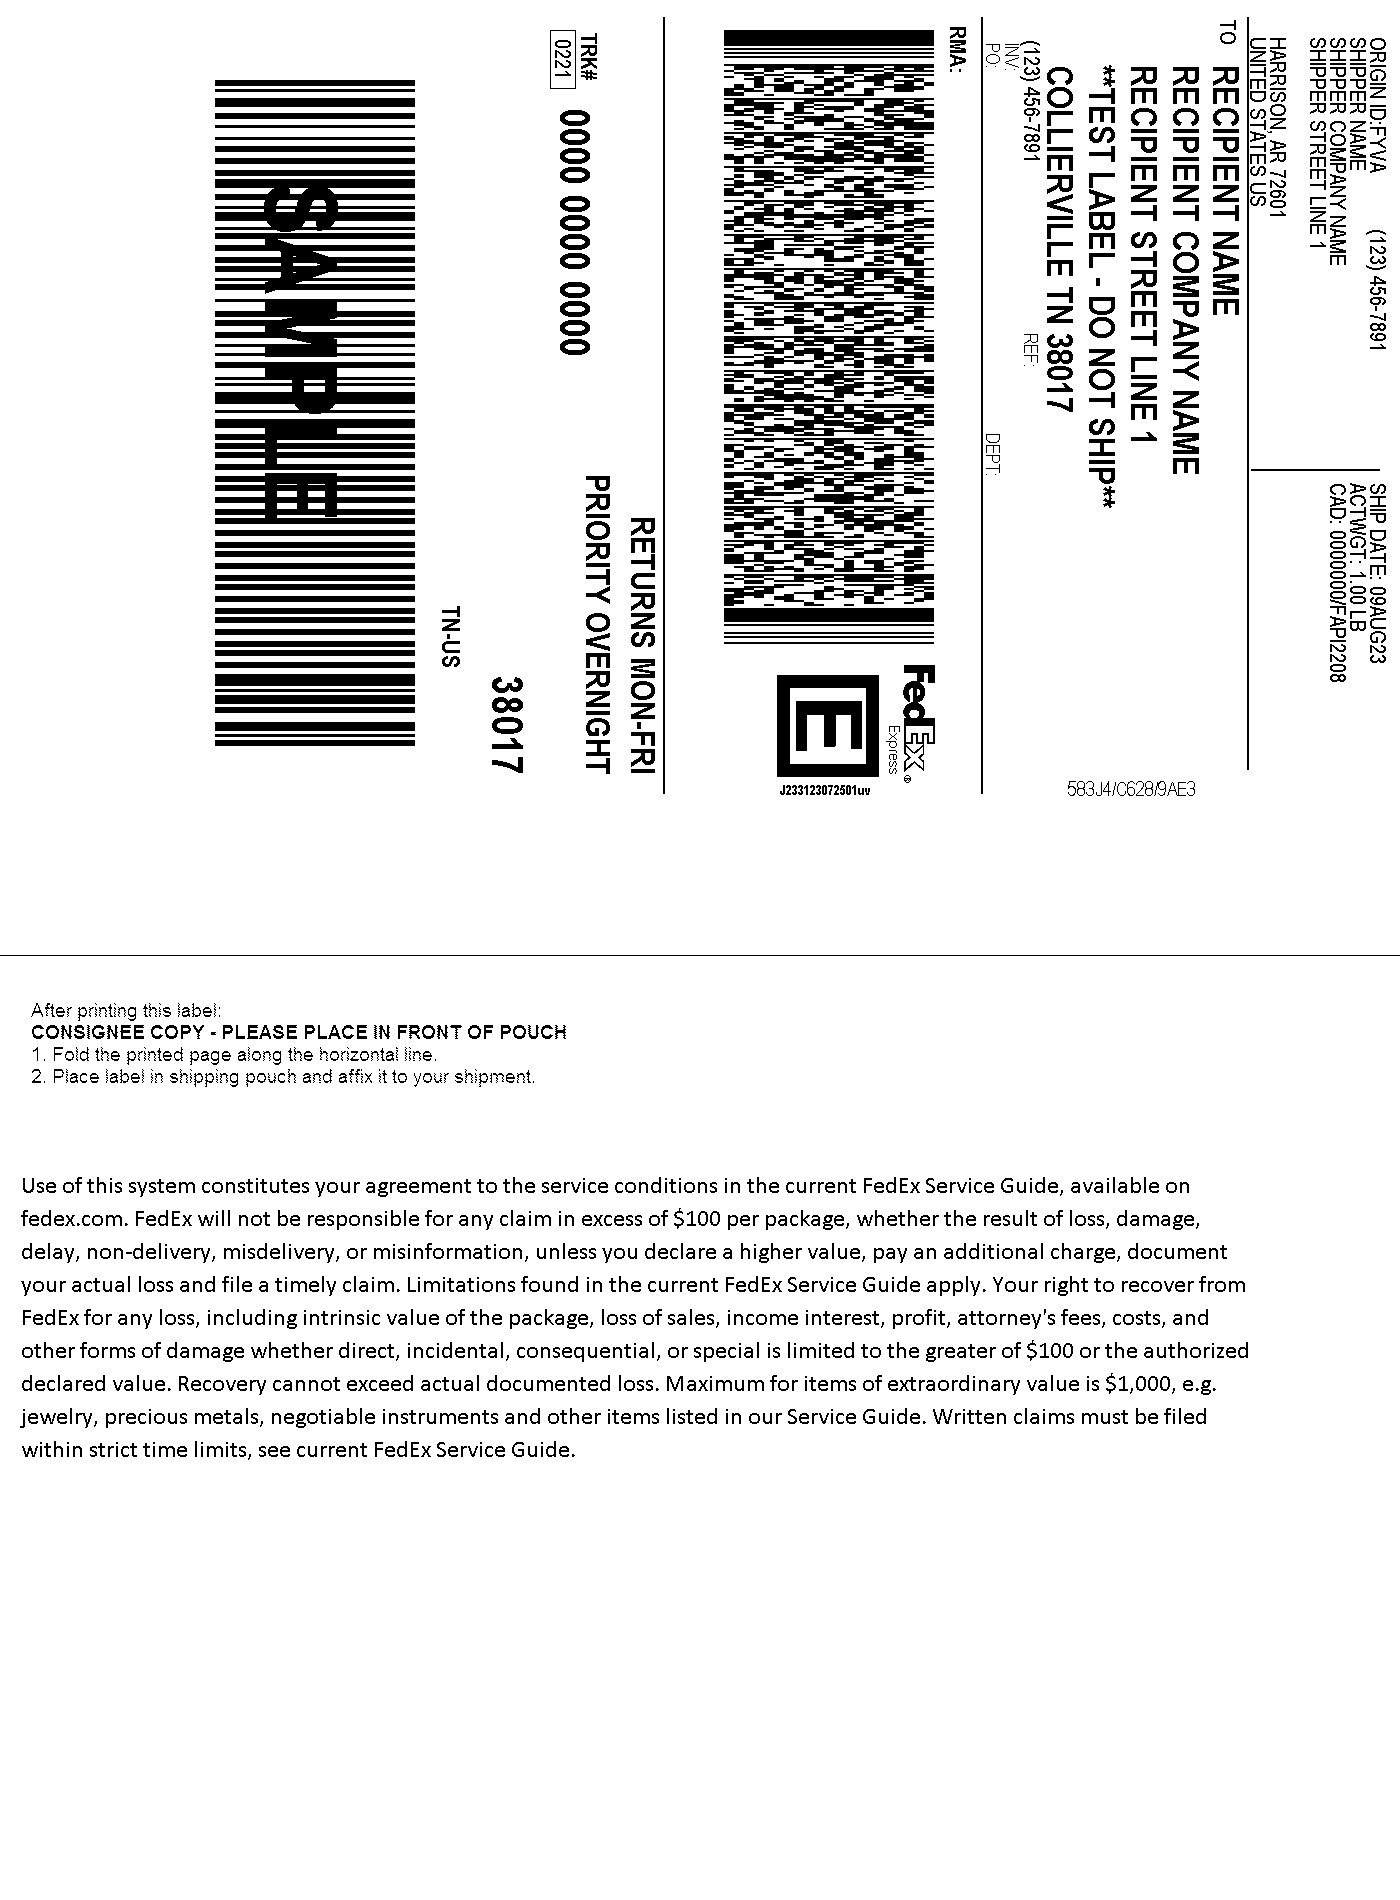 ORIGIN ID:FYVA (123) 456-7891
SHIPPER NAME
SHIPPER COMPANY NAME
SHIPPER STREET LINE 1
HARRISON, AR 72601
UNITED STATES US
SHIP DATE: 09AUG23
ACTWGT: 1.00 LB
CAD: 0000000/FAPI2208
TO RECIPIENT NAME
RECIPIENT COMPANY NAME
RECIPIENT STREET LINE 1
**TEST LABEL - DO NOT SHIP**
COLLIERVILLE TN 38017
(123) 456-7891 REF:
INV:
PO: DEPT:
583J4/C628/9AE3
RMA:
FedEx®
Express
E
J233123072501uv
TRK# 0000 0000 0000
0221
RETURNS MON-FRI
PRIORITY OVERNIGHT
38017
TN-US
SAMPLE
After printing this label:
CONSIGNEE COPY - PLEASE PLACE IN FRONT OF POUCH
1. Fold the printed page along the horizontal line.
2. Place label in shipping pouch and affix it to your shipment.
Use of this system constitutes your agreement to the service conditions in the current FedEx Service Guide, available on
fedex.com. FedEx will not be responsible for any claim in excess of $100 per package, whether the result of loss, damage,
delay, non-delivery, misdelivery, or misinformation, unless you declare a higher value, pay an additional charge, document
your actual loss and file a timely claim. Limitations found in the current FedEx Service Guide apply. Your right to recover from
FedEx for any loss, including intrinsic value of the package, loss of sales, income interest, profit, attorney's fees, costs, and
other forms of damage whether direct, incidental, consequential, or special is limited to the greater of $100 or the authorized
declared value. Recovery cannot exceed actual documented loss. Maximum for items of extraordinary value is $1,000, e.g.
jewelry, precious metals, negotiable instruments and other items listed in our Service Guide. Written claims must be filed
within strict time limits, see current FedEx Service Guide.